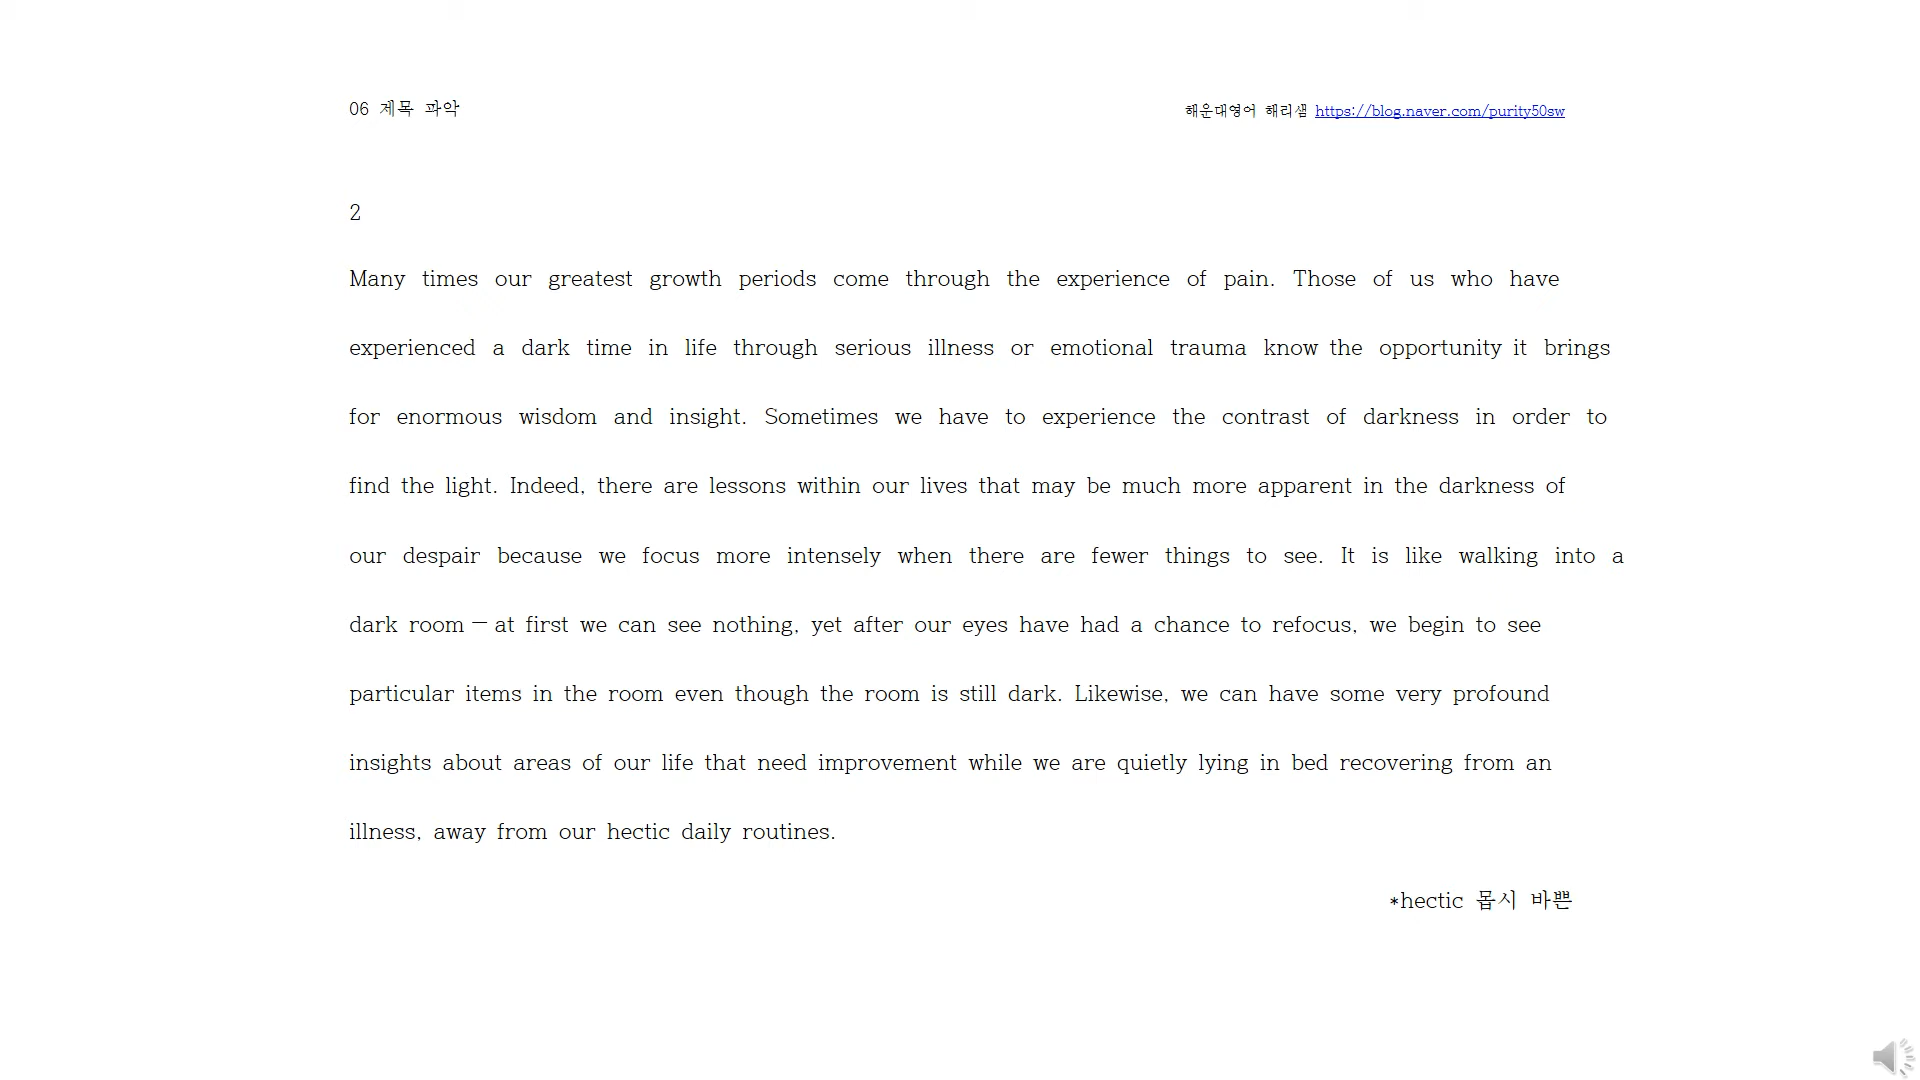 06 제목 파악
해운대영어 해리샘 https://blog.naver.com/purity50sw
2
Many times our greatest growth periods come through the experience of pain. Those of us who have
experienced a dark time in life through serious illness or emotional trauma know the opportunity it brings
for enormous wisdom and insight. Sometimes we have to experience the contrast of darkness in order to
find the light. Indeed, there are lessons within our lives that may be much more apparent in the darkness of
our despair because we focus more intensely when there are fewer things to see. It is like walking into a
dark room — at first we can see nothing, yet after our eyes have had a chance to refocus, we begin to see
particular items in the room even though the room is still dark. Likewise, we can have some very profound
insights about areas of our life that need improvement while we are quietly lying in bed recovering from an
illness, away from our hectic daily routines.
*hectic 몹시 바쁜